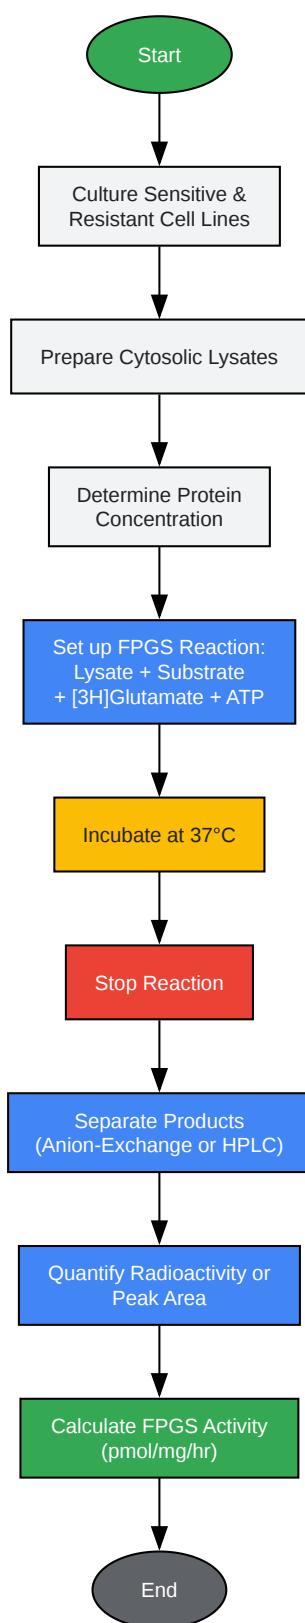 Start
Culture Sensitive &
Resistant Cell Lines
Prepare Cytosolic Lysates
Determine Protein
Concentration
Set up FPGS Reaction:
Lysate + Substrate
+ [3H]Glutamate + ATP
Incubate at 37°C
Stop Reaction
Separate Products
(Anion-Exchange or HPLC)
Quantify Radioactivity or
Peak Area
Calculate FPGS Activity
(pmol/mg/hr)
End